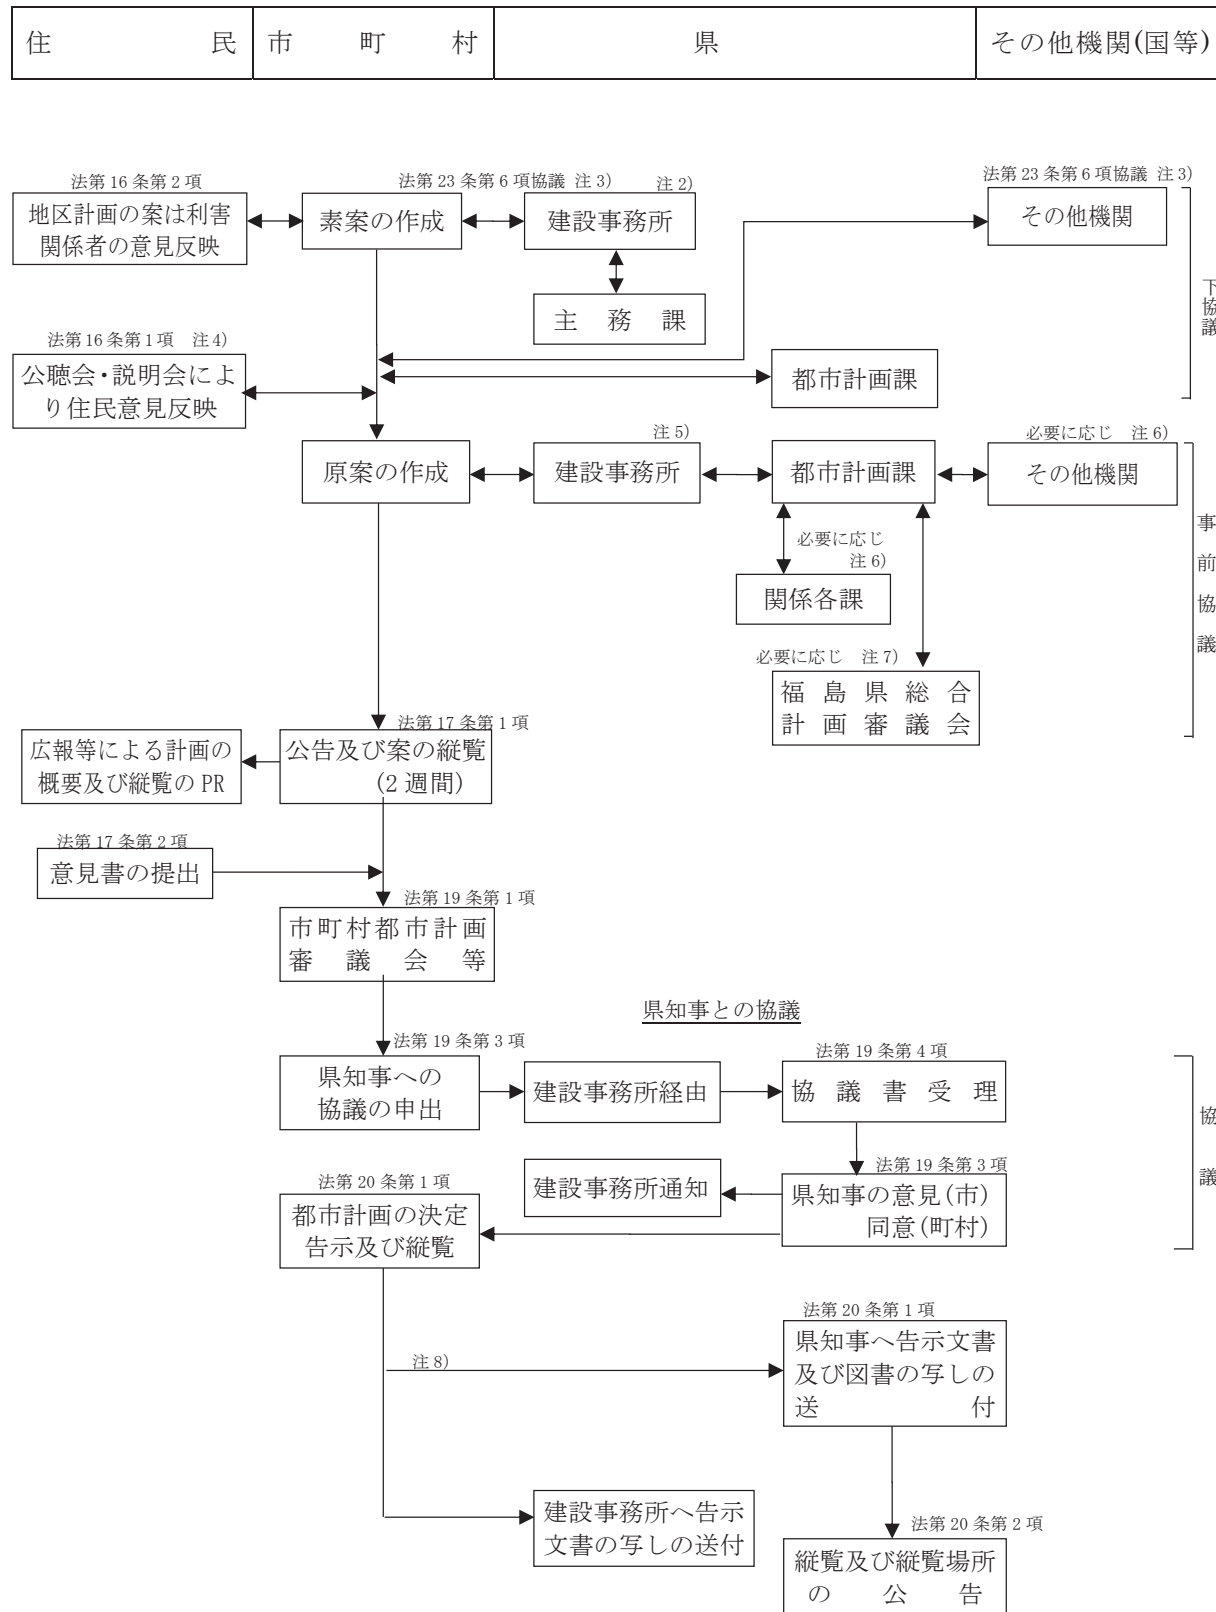 住民 市町村 県 その他機関(国等)
法第16条第2項
地区計画の案は利害
関係者の意見反映
素案の作成
法第23条第6項協議 注3)
注2)
建設事務所
主務課
法第23条第6項協議 注3)
その他機関
下協議
法第16条第1項 注4)
公聴会・説明会によ
り住民意見反映
都市計画課
原案の作成
注5)
建設事務所
都市計画課
必要に応じ 注6)
その他機関
必要に応じ
注6)
関係各課
必要に応じ 注7)
福島県総合
計画審議会
事前協議
法第17条第1項
公告及び案の縦覧
(2週間)
広報等による計画の
概要及び縦覧のPR
法第17条第2項
意見書の提出
法第19条第1項
市町村都市計画
審議会等
県知事との協議
法第19条第3項
県知事への
協議の申出
建設事務所経由
法第19条第4項
協議書受理
法第19条第3項
県知事の意見(市)
同意(町村)
建設事務所通知
協議
法第20条第1項
都市計画の決定
告示及び縦覧
注8)
法第20条第1項
県知事へ告示文書
及び図書の写しの
送付
建設事務所へ告示
文書の写しの送付
法第20条第2項
縦覧及び縦覧場所
の公告